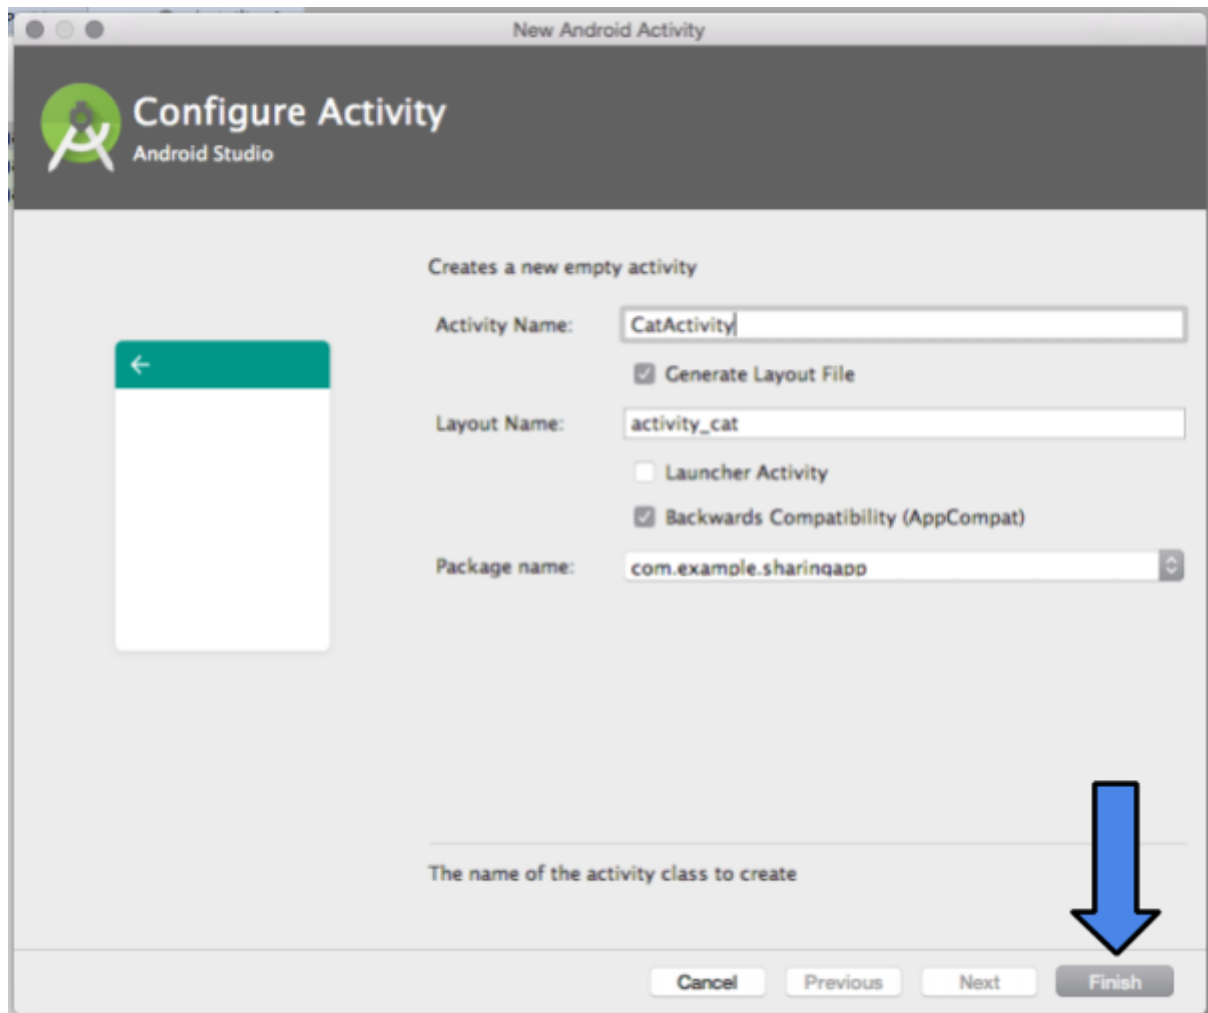 New Android Activity
Configure Activity
Android Studio
Creates a new empty activity
Activity Name: CatActivity
Generate Layout File
Layout Name: activity_cat
Launcher Activity
Backwards Compatibility (AppCompat)
Package name: com.example.sharingapp
The name of the activity class to create
Cancel Previous Next Finish